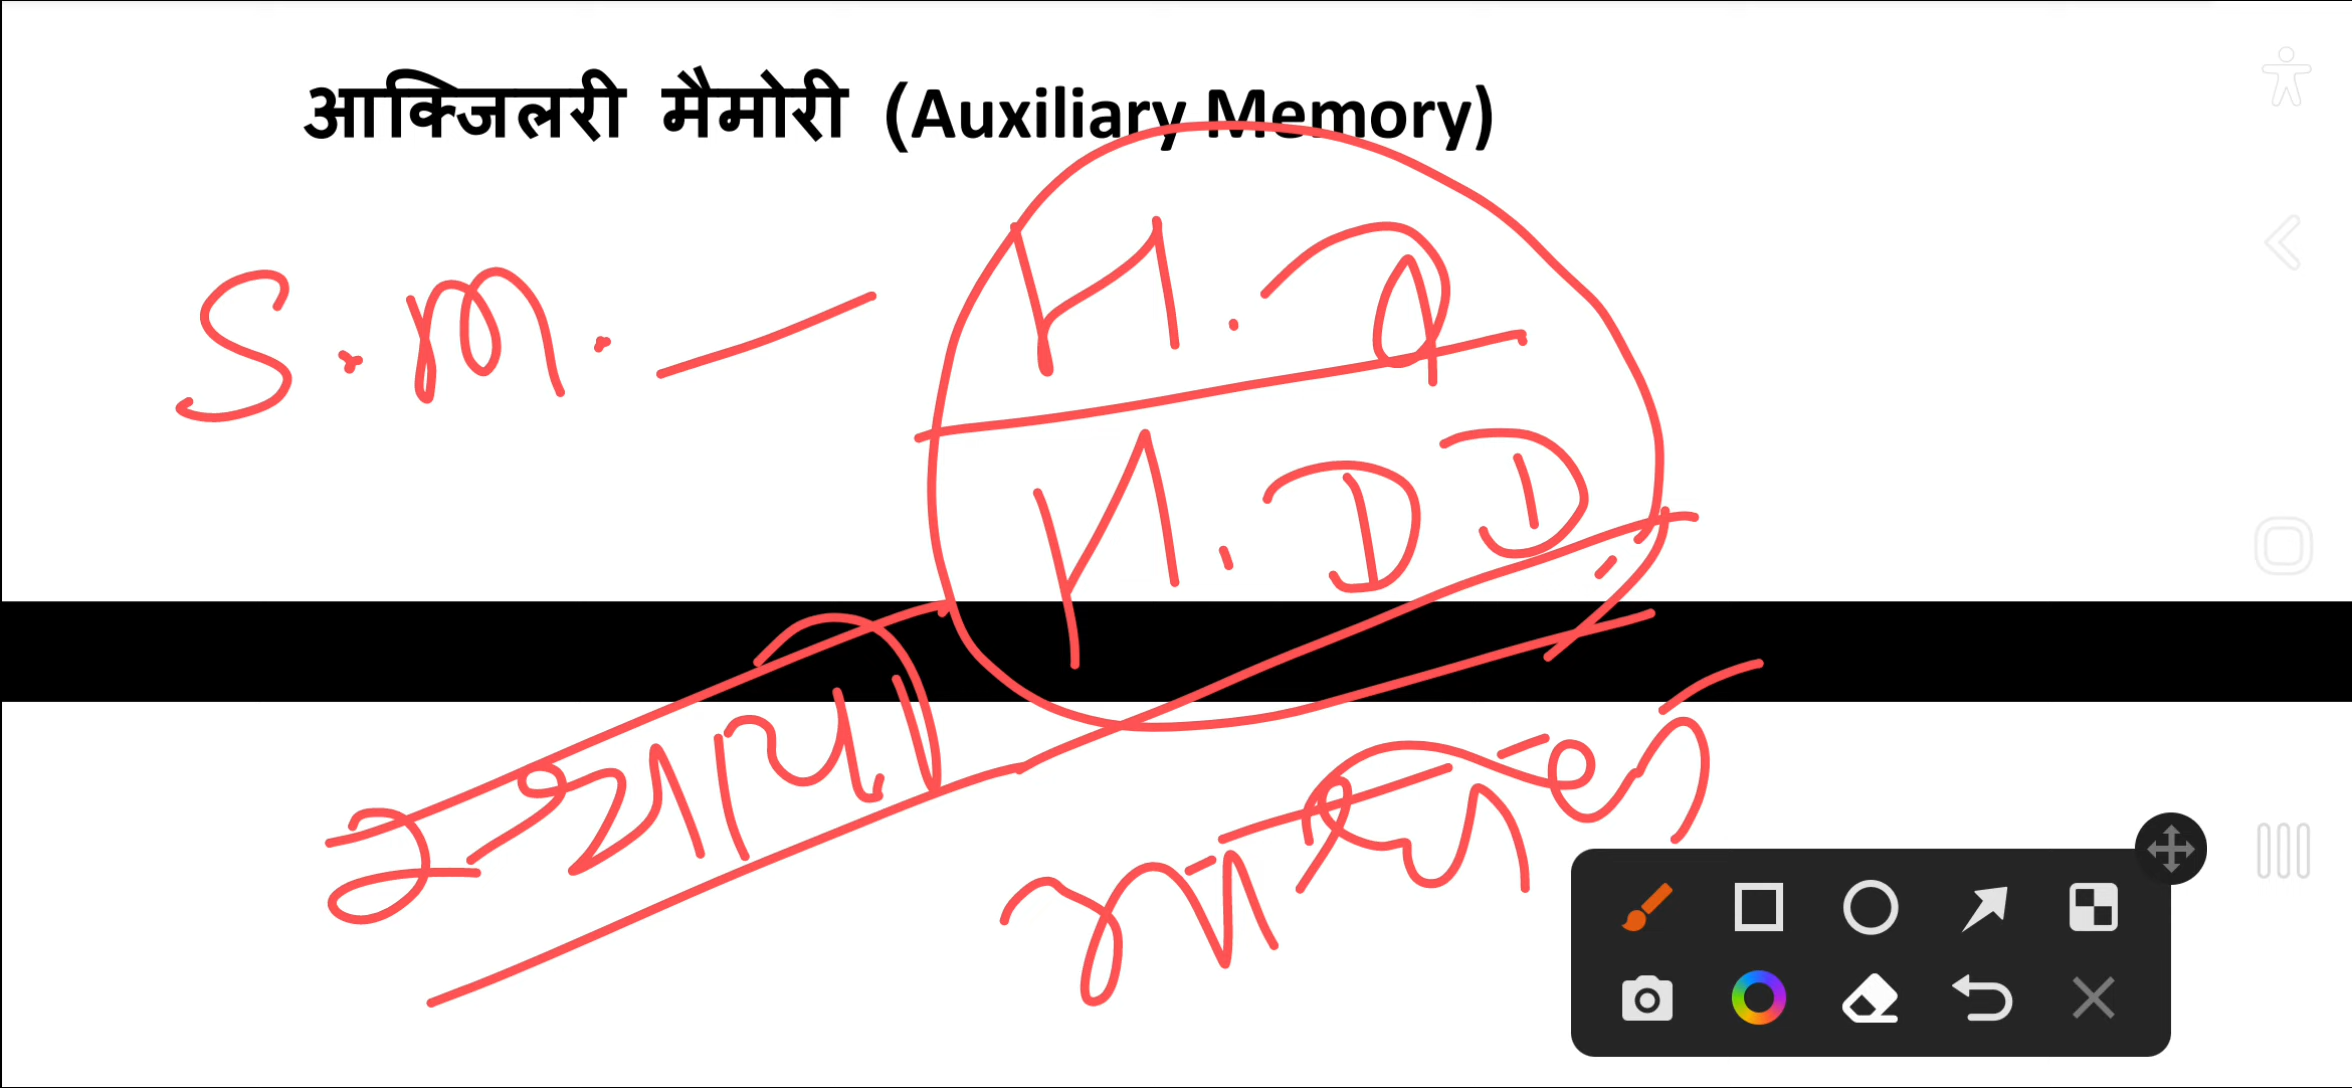 आक्जिलरी मैमोरी (Auxiliary Memory)
S.M. — H.D
H.DD
स्थायी